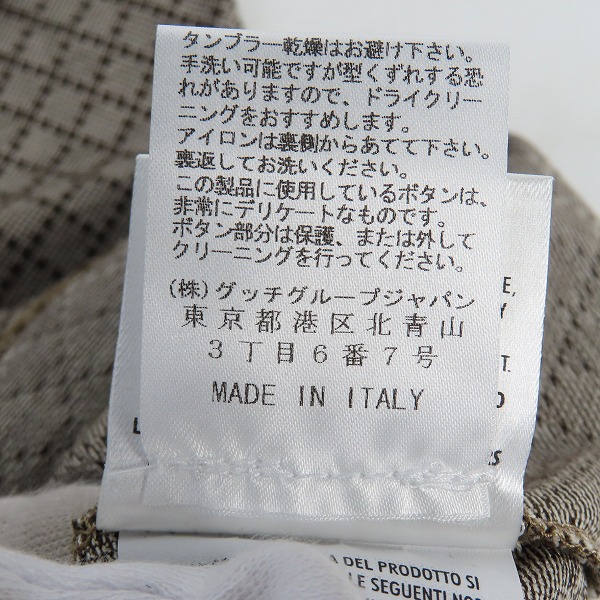 タンブラー乾燥はお避け下さい。
手洗い可能ですが型くずれする恐
れがありますので、ドライクリー
ニングをおすすめします。
アイロンは裏側からあてて下さい。
裏返してお洗いください。
この製品に使用しているボタンは、
非常にデリケートなものです。
ボタン部分は保護、または外して
クリーニングを行ってください。
(株) グッチグループジャパン
東京都港区北青山
3丁目6番7号
MADE IN ITALY
DEL PRODOTTO SI
LE SEGUENTI